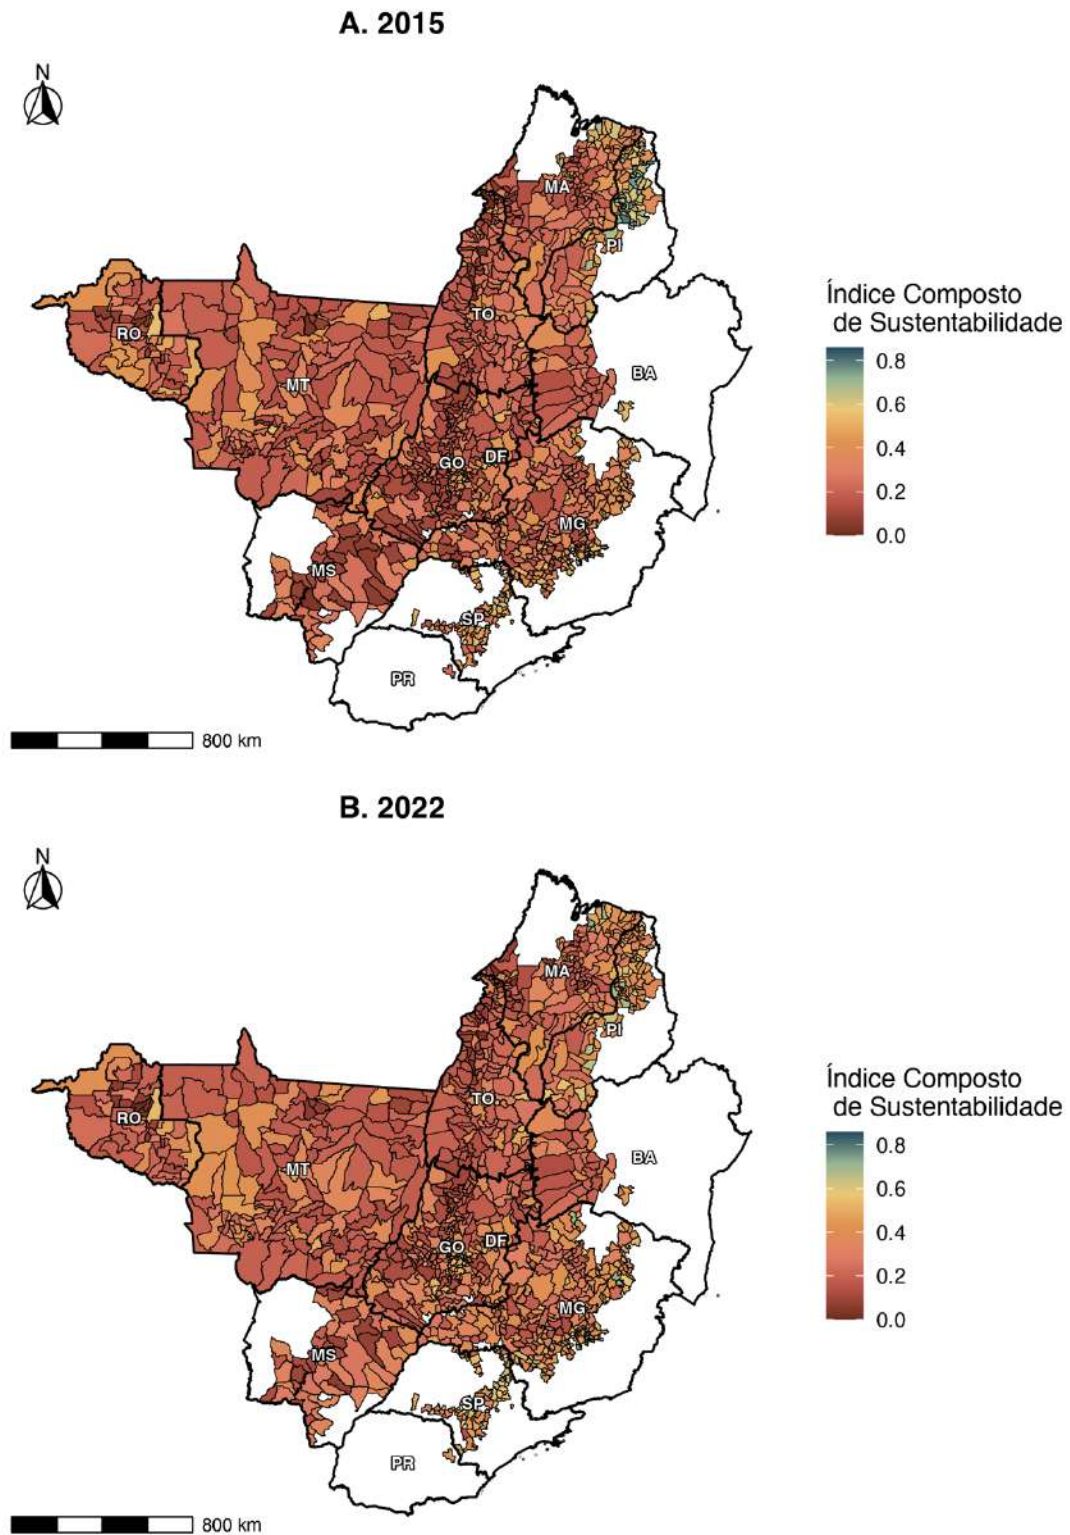 A. 2015
N
MA
PI
TO
RO
BA
MT
GO
DF
MG
MS
SP
PR
800 km
Índice Composto
de Sustentabilidade
0.8
0.6
0.4
0.2
0.0
B. 2022
N
MA
PI
TO
RO
BA
MT
GO
DF
MG
MS
SP
PR
800 km
Índice Composto
de Sustentabilidade
0.8
0.6
0.4
0.2
0.0